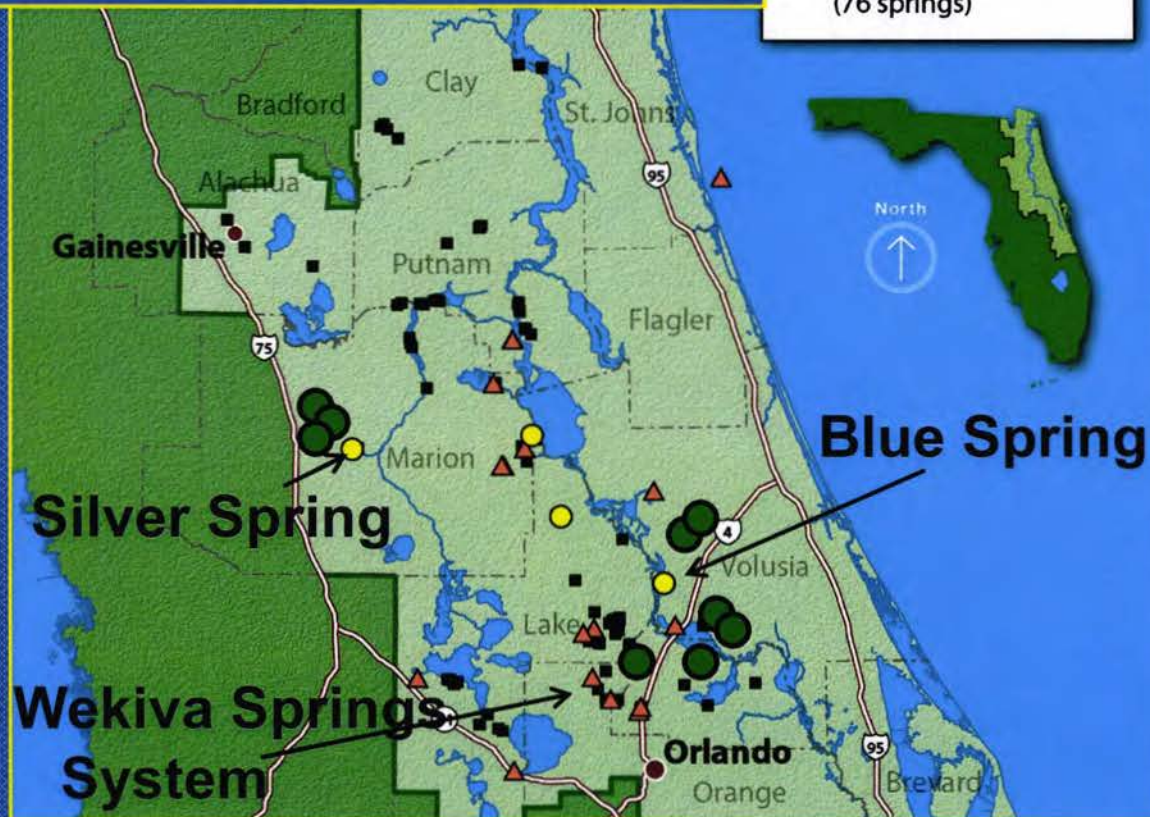 (76 springs)
Clay
Bradford
St. Johns
95
Alachua
North
Gainesville
Putnam
Flagler
75
Blue Spring
Marion
Silver Spring
4
Volusia
Lake
Wekiva Springs
System
Orlando
95
Orange
Brevard